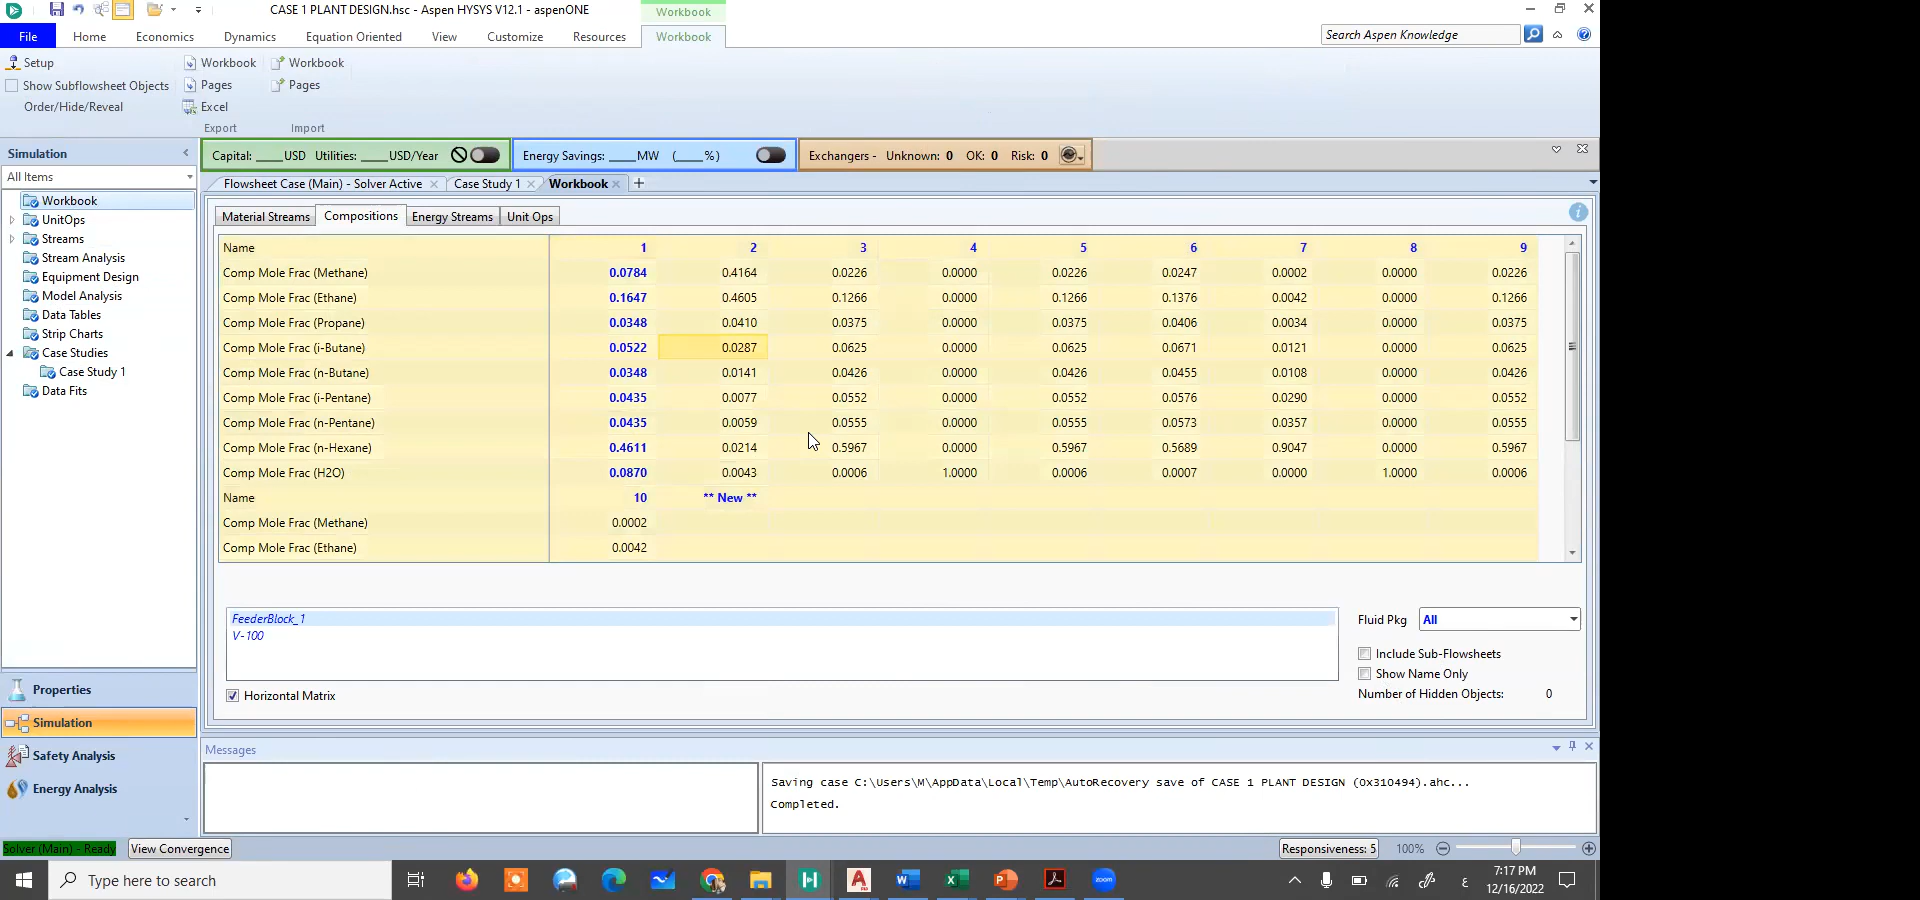 CASE 1 PLANT DESIGN.hsc - Aspen HYSYS V12.1 - aspenONE
Workbook
File Home Economics Dynamics Equation Oriented View Customize Resources Workbook
Search Aspen Knowledge
Setup
Show Subflowsheet Objects
Order/Hide/Reveal
Workbook
Pages
Excel
Export
Workbook
Pages
Import
Simulation
All Items
Workbook
UnitOps
Streams
Stream Analysis
Equipment Design
Model Analysis
Data Tables
Strip Charts
Case Studies
Case Study 1
Data Fits
Properties
Simulation
Safety Analysis
Energy Analysis
Capital: ____USD Utilities: ____USD/Year
Energy Savings: ____MW (____%)
Exchangers - Unknown: 0 OK: 0 Risk: 0
Flowsheet Case (Main) - Solver Active Case Study 1 Workbook +
Material Streams Compositions Energy Streams Unit Ops
Name 1 2 3 4 5 6 7 8 9
Comp Mole Frac (Methane) 0.0784 0.4164 0.0226 0.0000 0.0226 0.0247 0.0002 0.0000 0.0226
Comp Mole Frac (Ethane) 0.1647 0.4605 0.1266 0.0000 0.1266 0.1376 0.0042 0.0000 0.1266
Comp Mole Frac (Propane) 0.0348 0.0410 0.0375 0.0000 0.0375 0.0406 0.0034 0.0000 0.0375
Comp Mole Frac (i-Butane) 0.0522 0.0287 0.0625 0.0000 0.0625 0.0671 0.0121 0.0000 0.0625
Comp Mole Frac (n-Butane) 0.0348 0.0141 0.0426 0.0000 0.0426 0.0455 0.0108 0.0000 0.0426
Comp Mole Frac (i-Pentane) 0.0435 0.0077 0.0552 0.0000 0.0552 0.0576 0.0290 0.0000 0.0552
Comp Mole Frac (n-Pentane) 0.0435 0.0059 0.0555 0.0000 0.0555 0.0573 0.0357 0.0000 0.0555
Comp Mole Frac (n-Hexane) 0.4611 0.0214 0.5967 0.0000 0.5967 0.5689 0.9047 0.0000 0.5967
Comp Mole Frac (H2O) 0.0870 0.0043 0.0006 1.0000 0.0006 0.0007 0.0000 1.0000 0.0006
Name 10 ** New **
Comp Mole Frac (Methane) 0.0002
Comp Mole Frac (Ethane) 0.0042
FeederBlock_1
V-100
Fluid Pkg All
Include Sub-Flowsheets
Show Name Only
Number of Hidden Objects: 0
Horizontal Matrix
Messages
Saving case C:\Users\M\AppData\Local\Temp\AutoRecovery save of CASE 1 PLANT DESIGN (0x310494).ahc...
Completed.
Solver (Main) - Ready View Convergence
Responsiveness: 5 100%
Type here to search
zoom
ع
7:17 PM
12/16/2022